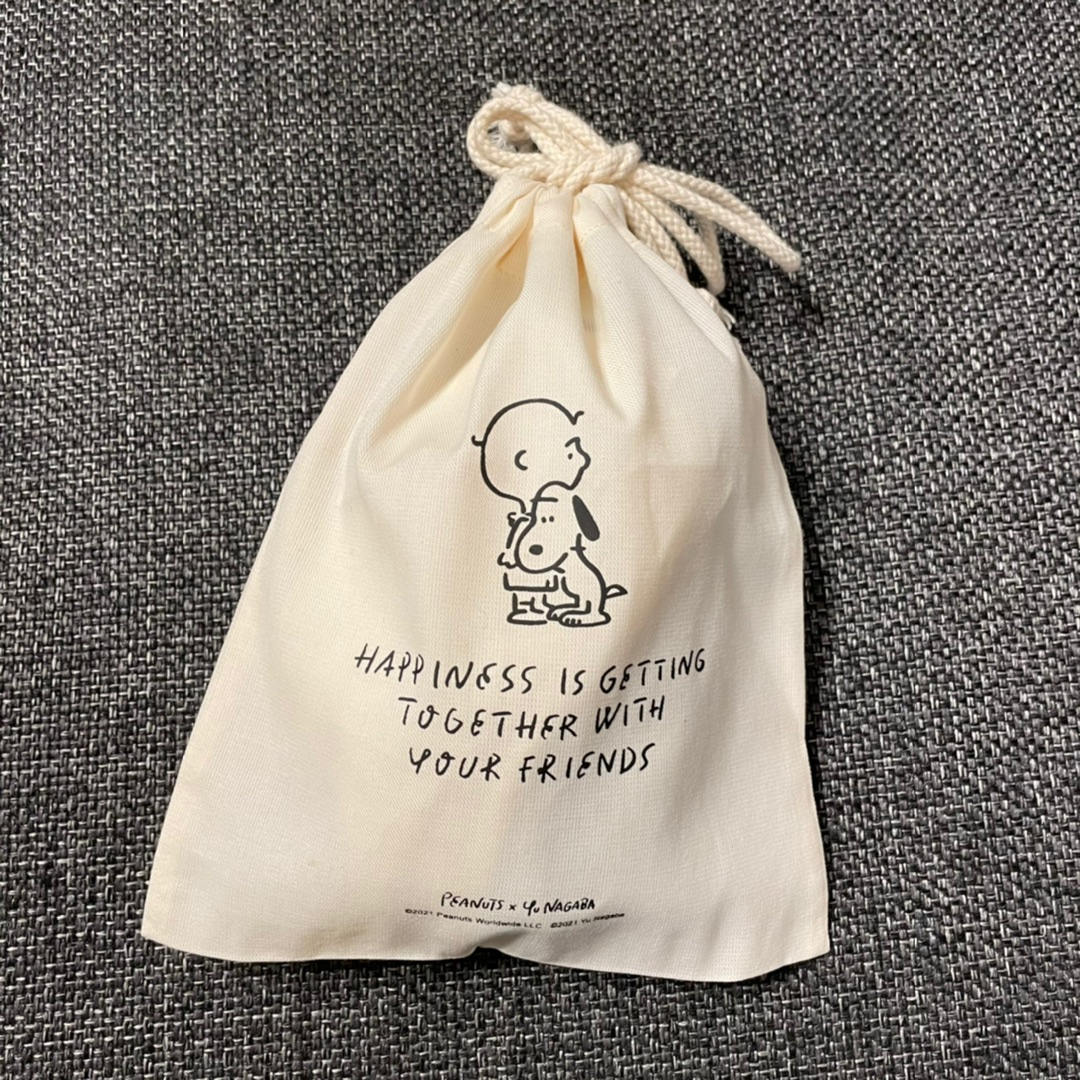 HAPPINESS IS GETTING
TOGETHER WITH
YOUR FRIENDS
PEANUTS x YU NAGABA
©2021 Peanuts Worldwide LLC ©2021 Yu Nagaba